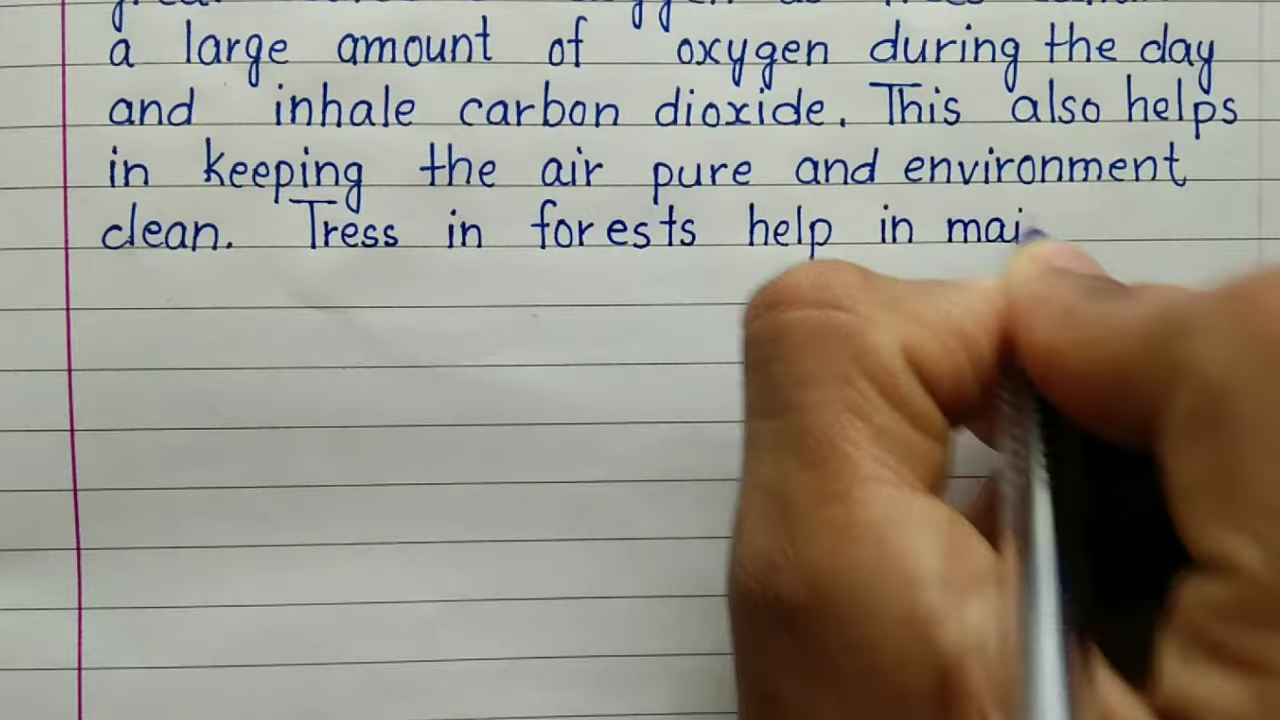 a large amount of oxygen during the day
and inhale carbon dioxide. This also helps
in keeping the air pure and environment
clean. Tress in forests help in mai